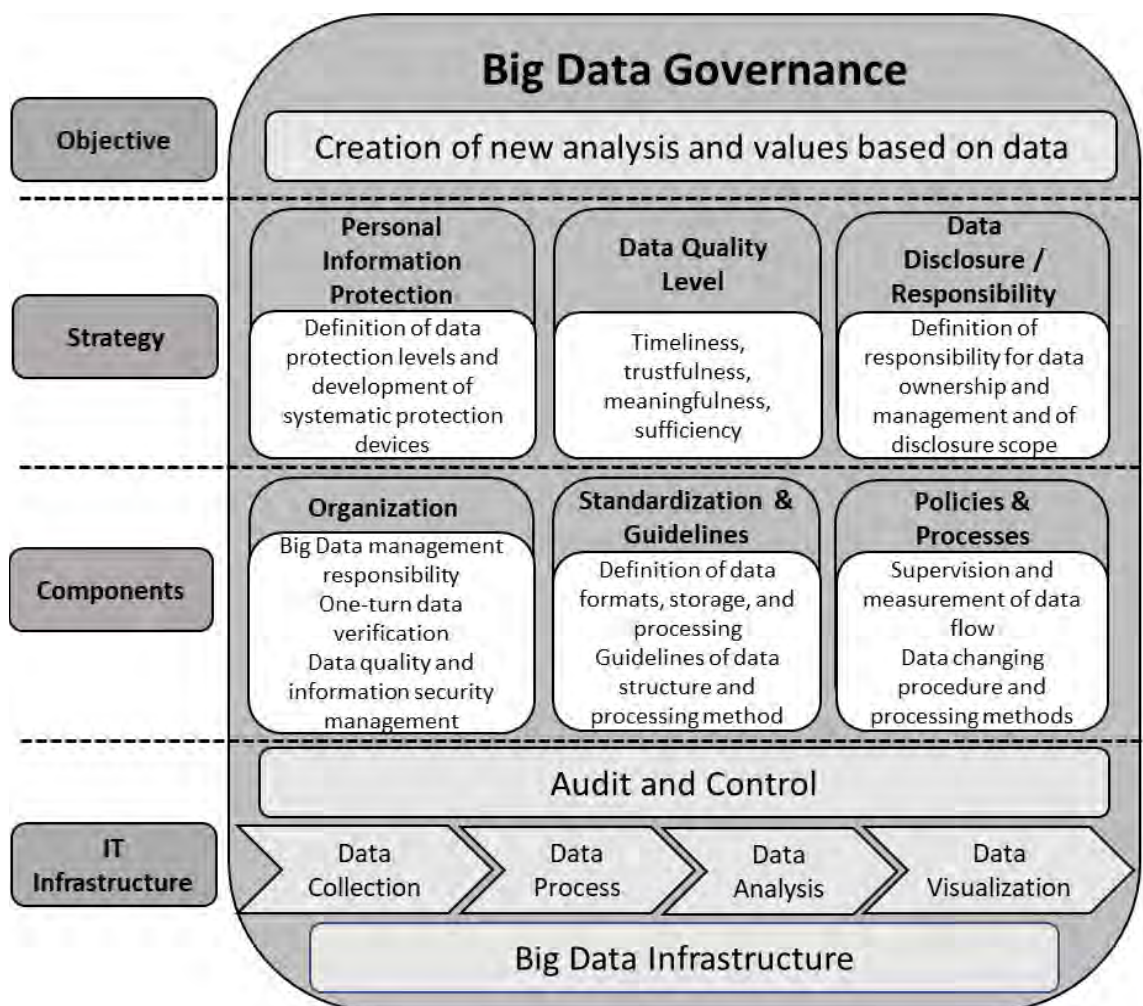 Big Data Governance
Objective
Creation of new analysis and values based on data
Strategy
Personal
Information
Protection
Definition of data
protection levels and
development of
systematic protection
devices
Data Quality
Level
Timeliness,
trustfulness,
meaningfulness,
sufficiency
Data
Disclosure /
Responsibility
Definition of
responsibility for data
ownership and
management and of
disclosure scope
Components
Organization
Big Data management
responsibility
One-turn data
verification
Data quality and
information security
management
Standardization &
Guidelines
Definition of data
formats, storage, and
processing
Guidelines of data
structure and
processing method
Policies &
Processes
Supervision and
measurement of data
flow
Data changing
procedure and
processing methods
IT
Infrastructure
Audit and Control
Data
Collection
Data
Process
Data
Analysis
Data
Visualization
Big Data Infrastructure